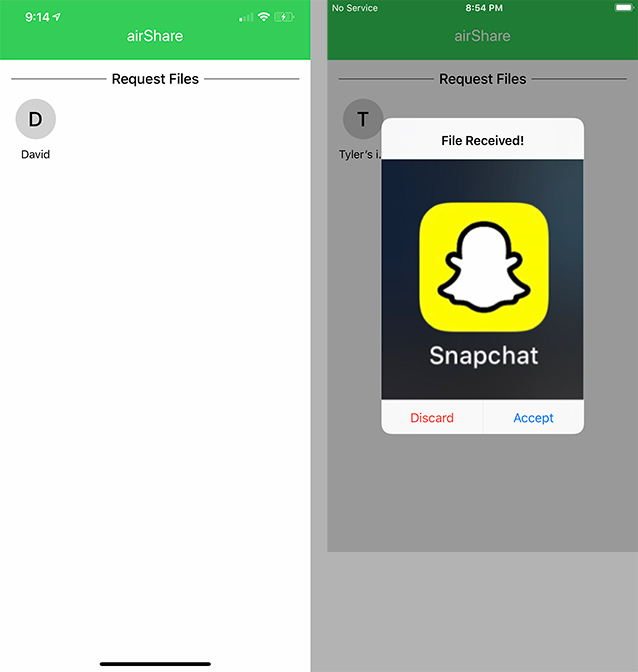 9:14
airShare
Request Files
D
David
No Service
8:54 PM
airShare
Request Files
T
Tyler's i.
File Received!
Snapchat
Discard
Accept